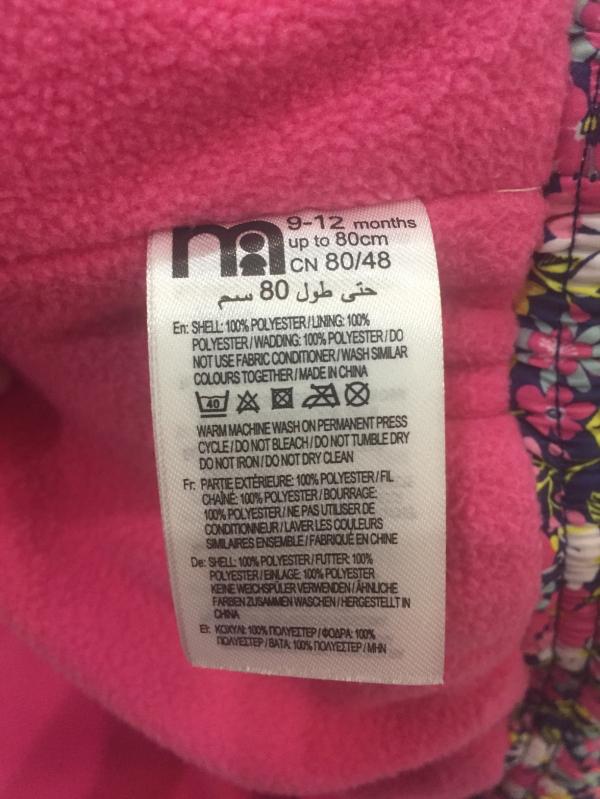 9-12 months
up to 80cm
CN 80/48
حتى طول 80 سم
En: SHELL: 100% POLYESTER / LINING: 100%
POLYESTER / WADDING: 100% POLYESTER / DO
NOT USE FABRIC CONDITIONER / WASH SIMILAR
COLOURS TOGETHER / MADE IN CHINA
40
WARM MACHINE WASH ON PERMANENT PRESS
CYCLE / DO NOT BLEACH / DO NOT TUMBLE DRY
DO NOT IRON / DO NOT DRY CLEAN
Fr: PARTIE EXTÉRIEURE: 100% POLYESTER / FIL
CHAÎNÉ: 100% POLYESTER / BOURRAGE:
100% POLYESTER / NE PAS UTILISER DE
CONDITIONNEUR / LAVER LES COULEURS
SIMILAIRES ENSEMBLE / FABRIQUÉ EN CHINE
De: SHELL: 100% POLYESTER / FUTTER: 100%
POLYESTER / EINLAGE: 100% POLYESTER
KEINE WEICHSPÜLER VERWENDEN / ÄHNLICHE
FARBEN ZUSAMMEN WASCHEN / HERGESTELLT IN
CHINA
El: ΚΟΧΥΛΙ: 100% ΠΟΛΥΕΣΤΕΡ / ΦΟΔΡΑ: 100%
ΠΟΛΥΕΣΤΕΡ / ΒΑΤΑ: 100% ΠΟΛΥΕΣΤΕΡ / ΜΗΝ